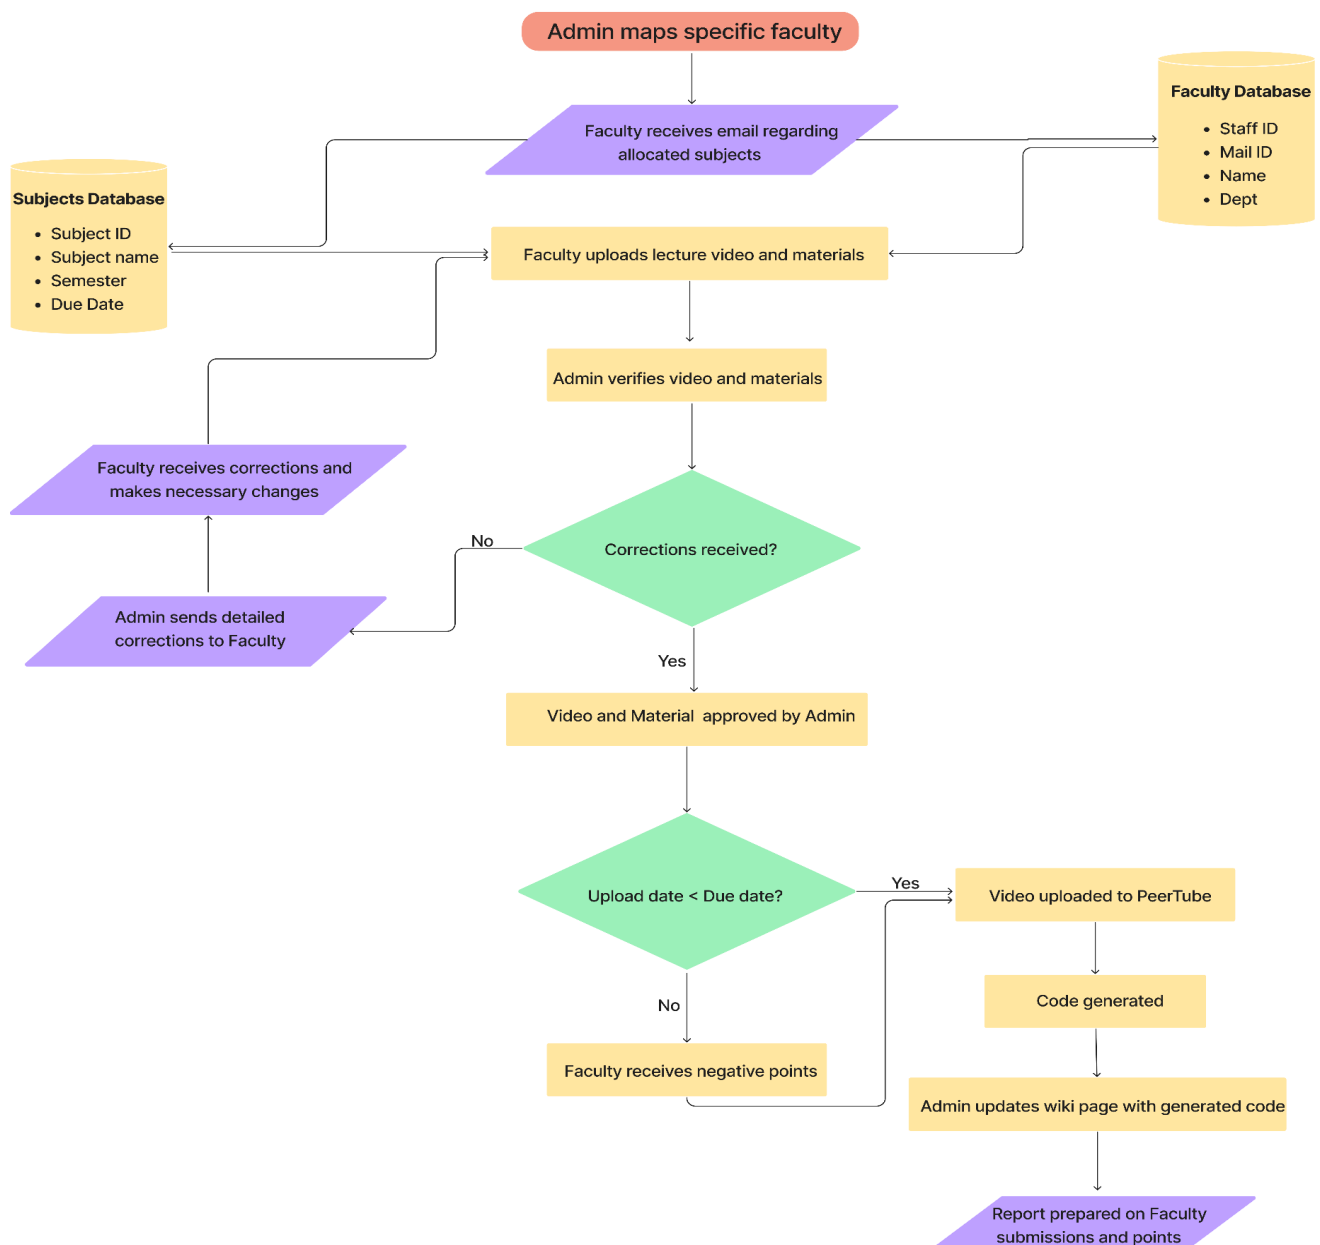 Admin maps specific faculty
Faculty Database
• Staff ID
• Mail ID
• Name
• Dept
Faculty receives email regarding
allocated subjects
Subjects Database
• Subject ID
• Subject name
• Semester
• Due Date
Faculty uploads lecture video and materials
Admin verifies video and materials
Faculty receives corrections and
makes necessary changes
Corrections received?
No
Admin sends detailed
corrections to Faculty
Yes
Video and Material approved by Admin
Upload date < Due date?
Yes
Video uploaded to PeerTube
No
Code generated
Faculty receives negative points
Admin updates wiki page with generated code
Report prepared on Faculty
submissions and points